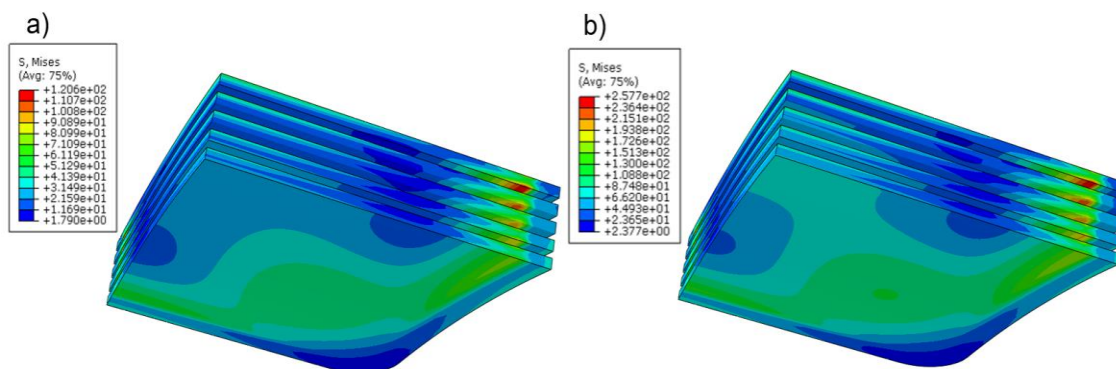 a)
S, Mises
(Avg: 75%)
+1.206e+02
+1.107e+02
+1.008e+02
+9.089e+01
+8.099e+01
+7.109e+01
+6.119e+01
+5.129e+01
+4.139e+01
+3.149e+01
+2.159e+01
+1.169e+01
+1.790e+00
b)
S, Mises
(Avg: 75%)
+2.577e+02
+2.364e+02
+2.151e+02
+1.938e+02
+1.726e+02
+1.513e+02
+1.300e+02
+1.088e+02
+8.748e+01
+6.620e+01
+4.493e+01
+2.365e+01
+2.377e+00